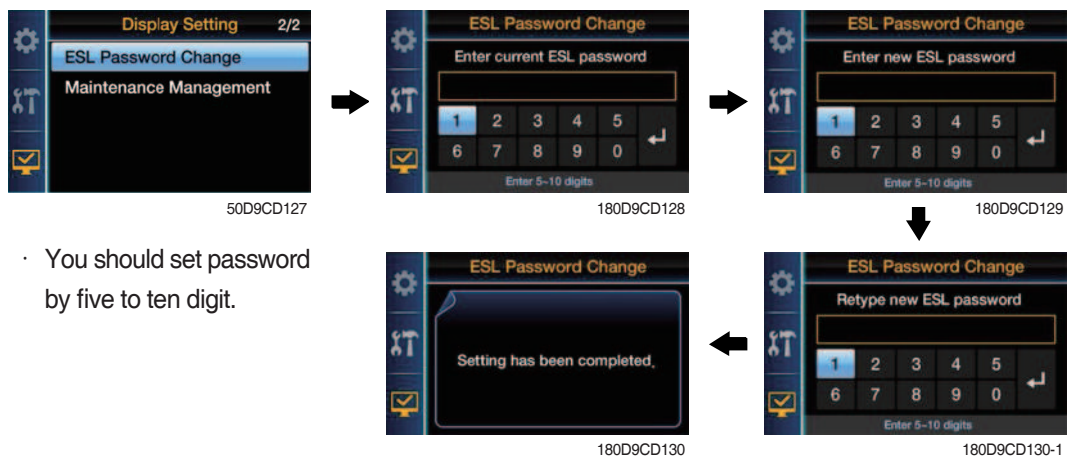 Display Setting 2/2
ESL Password Change
Maintenance Management
50D9CD127
ESL Password Change
Enter current ESL password
1 2 3 4 5
6 7 8 9 0
Enter 5~10 digits
180D9CD128
ESL Password Change
Enter new ESL password
1 2 3 4 5
6 7 8 9 0
Enter 5~10 digits
180D9CD129
· You should set password
by five to ten digit.
ESL Password Change
Retype new ESL password
1 2 3 4 5
6 7 8 9 0
Enter 5~10 digits
180D9CD130-1
ESL Password Change
Setting has been completed.
180D9CD130